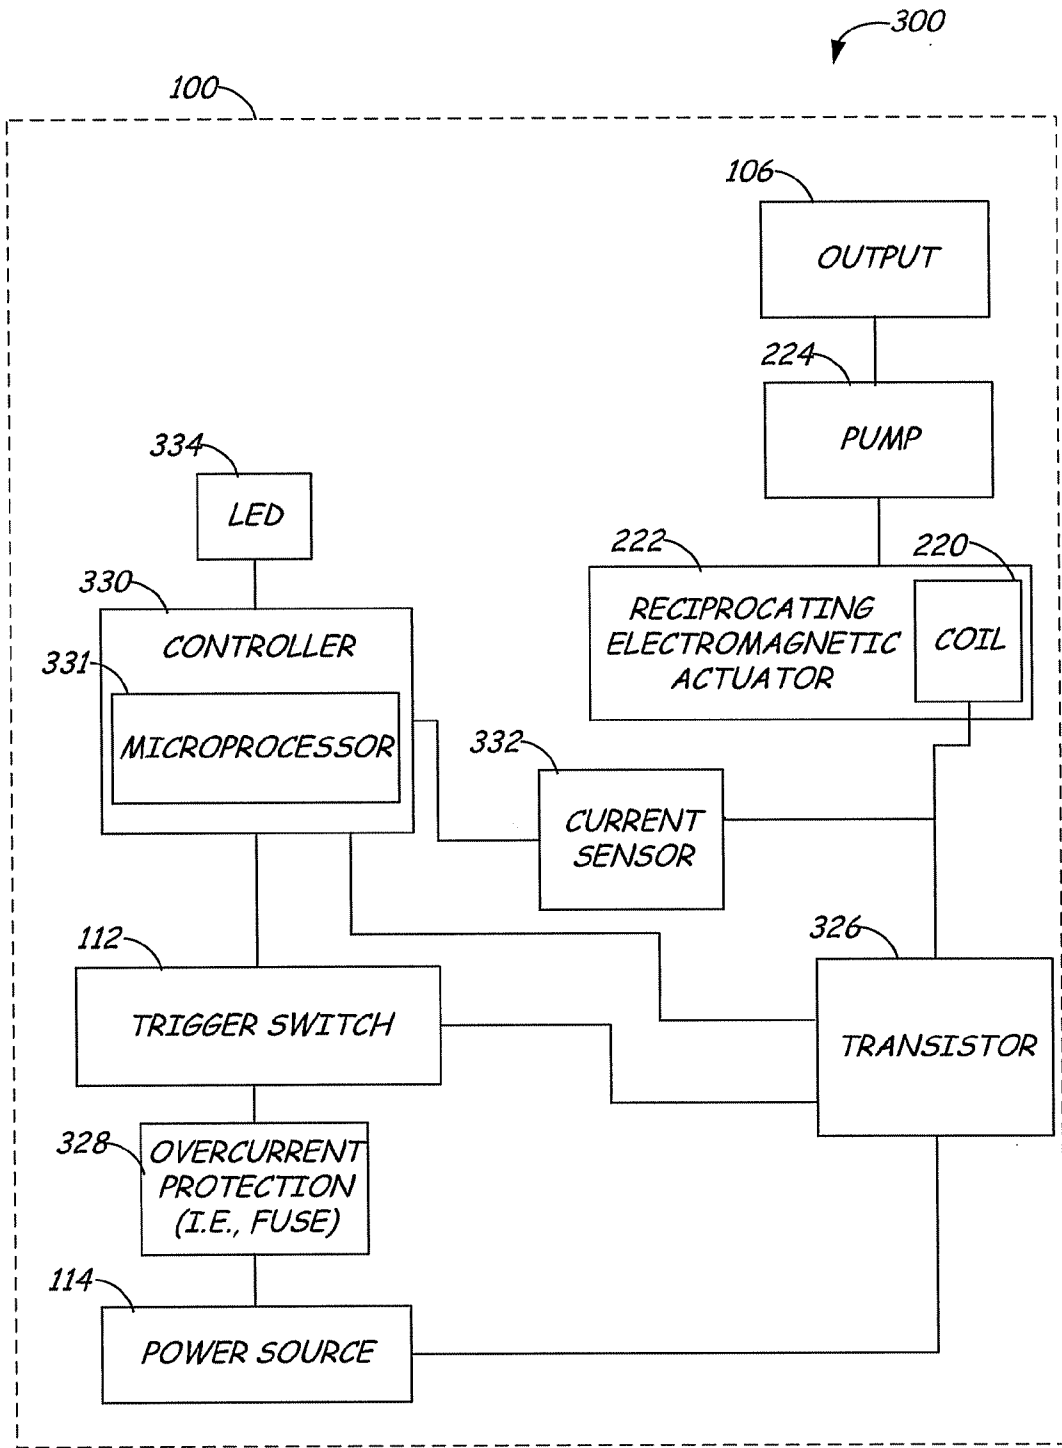 300
100
106
OUTPUT
224
PUMP
334
LED
222
220
RECIPROCATING
ELECTROMAGNETIC
ACTUATOR
COIL
330
CONTROLLER
331
MICROPROCESSOR
332
CURRENT
SENSOR
112
TRIGGER SWITCH
326
TRANSISTOR
328
OVERCURRENT
PROTECTION
(I.E., FUSE)
114
POWER SOURCE